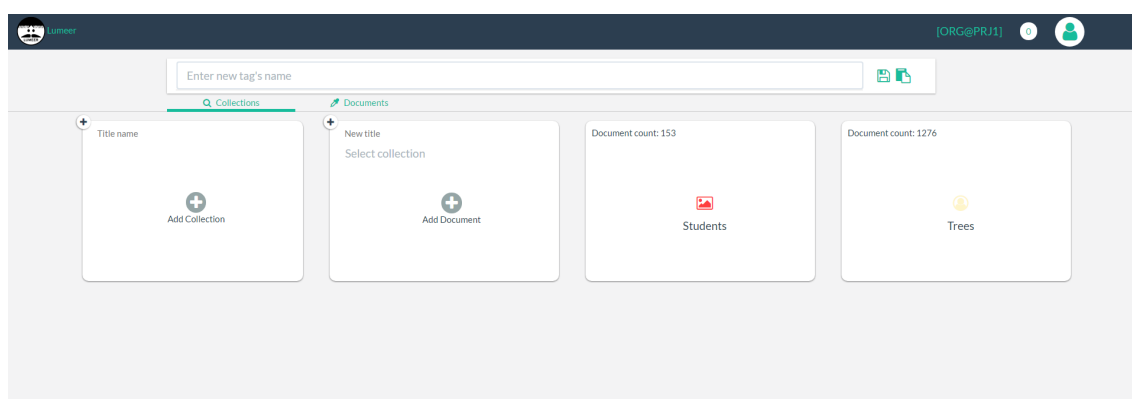 Lumeer
[ORG@PRJ1]
0
Enter new tag's name
Collections
Documents
Title name
Add Collection
New title
Select collection
Add Document
Document count: 153
Students
Document count: 1276
Trees